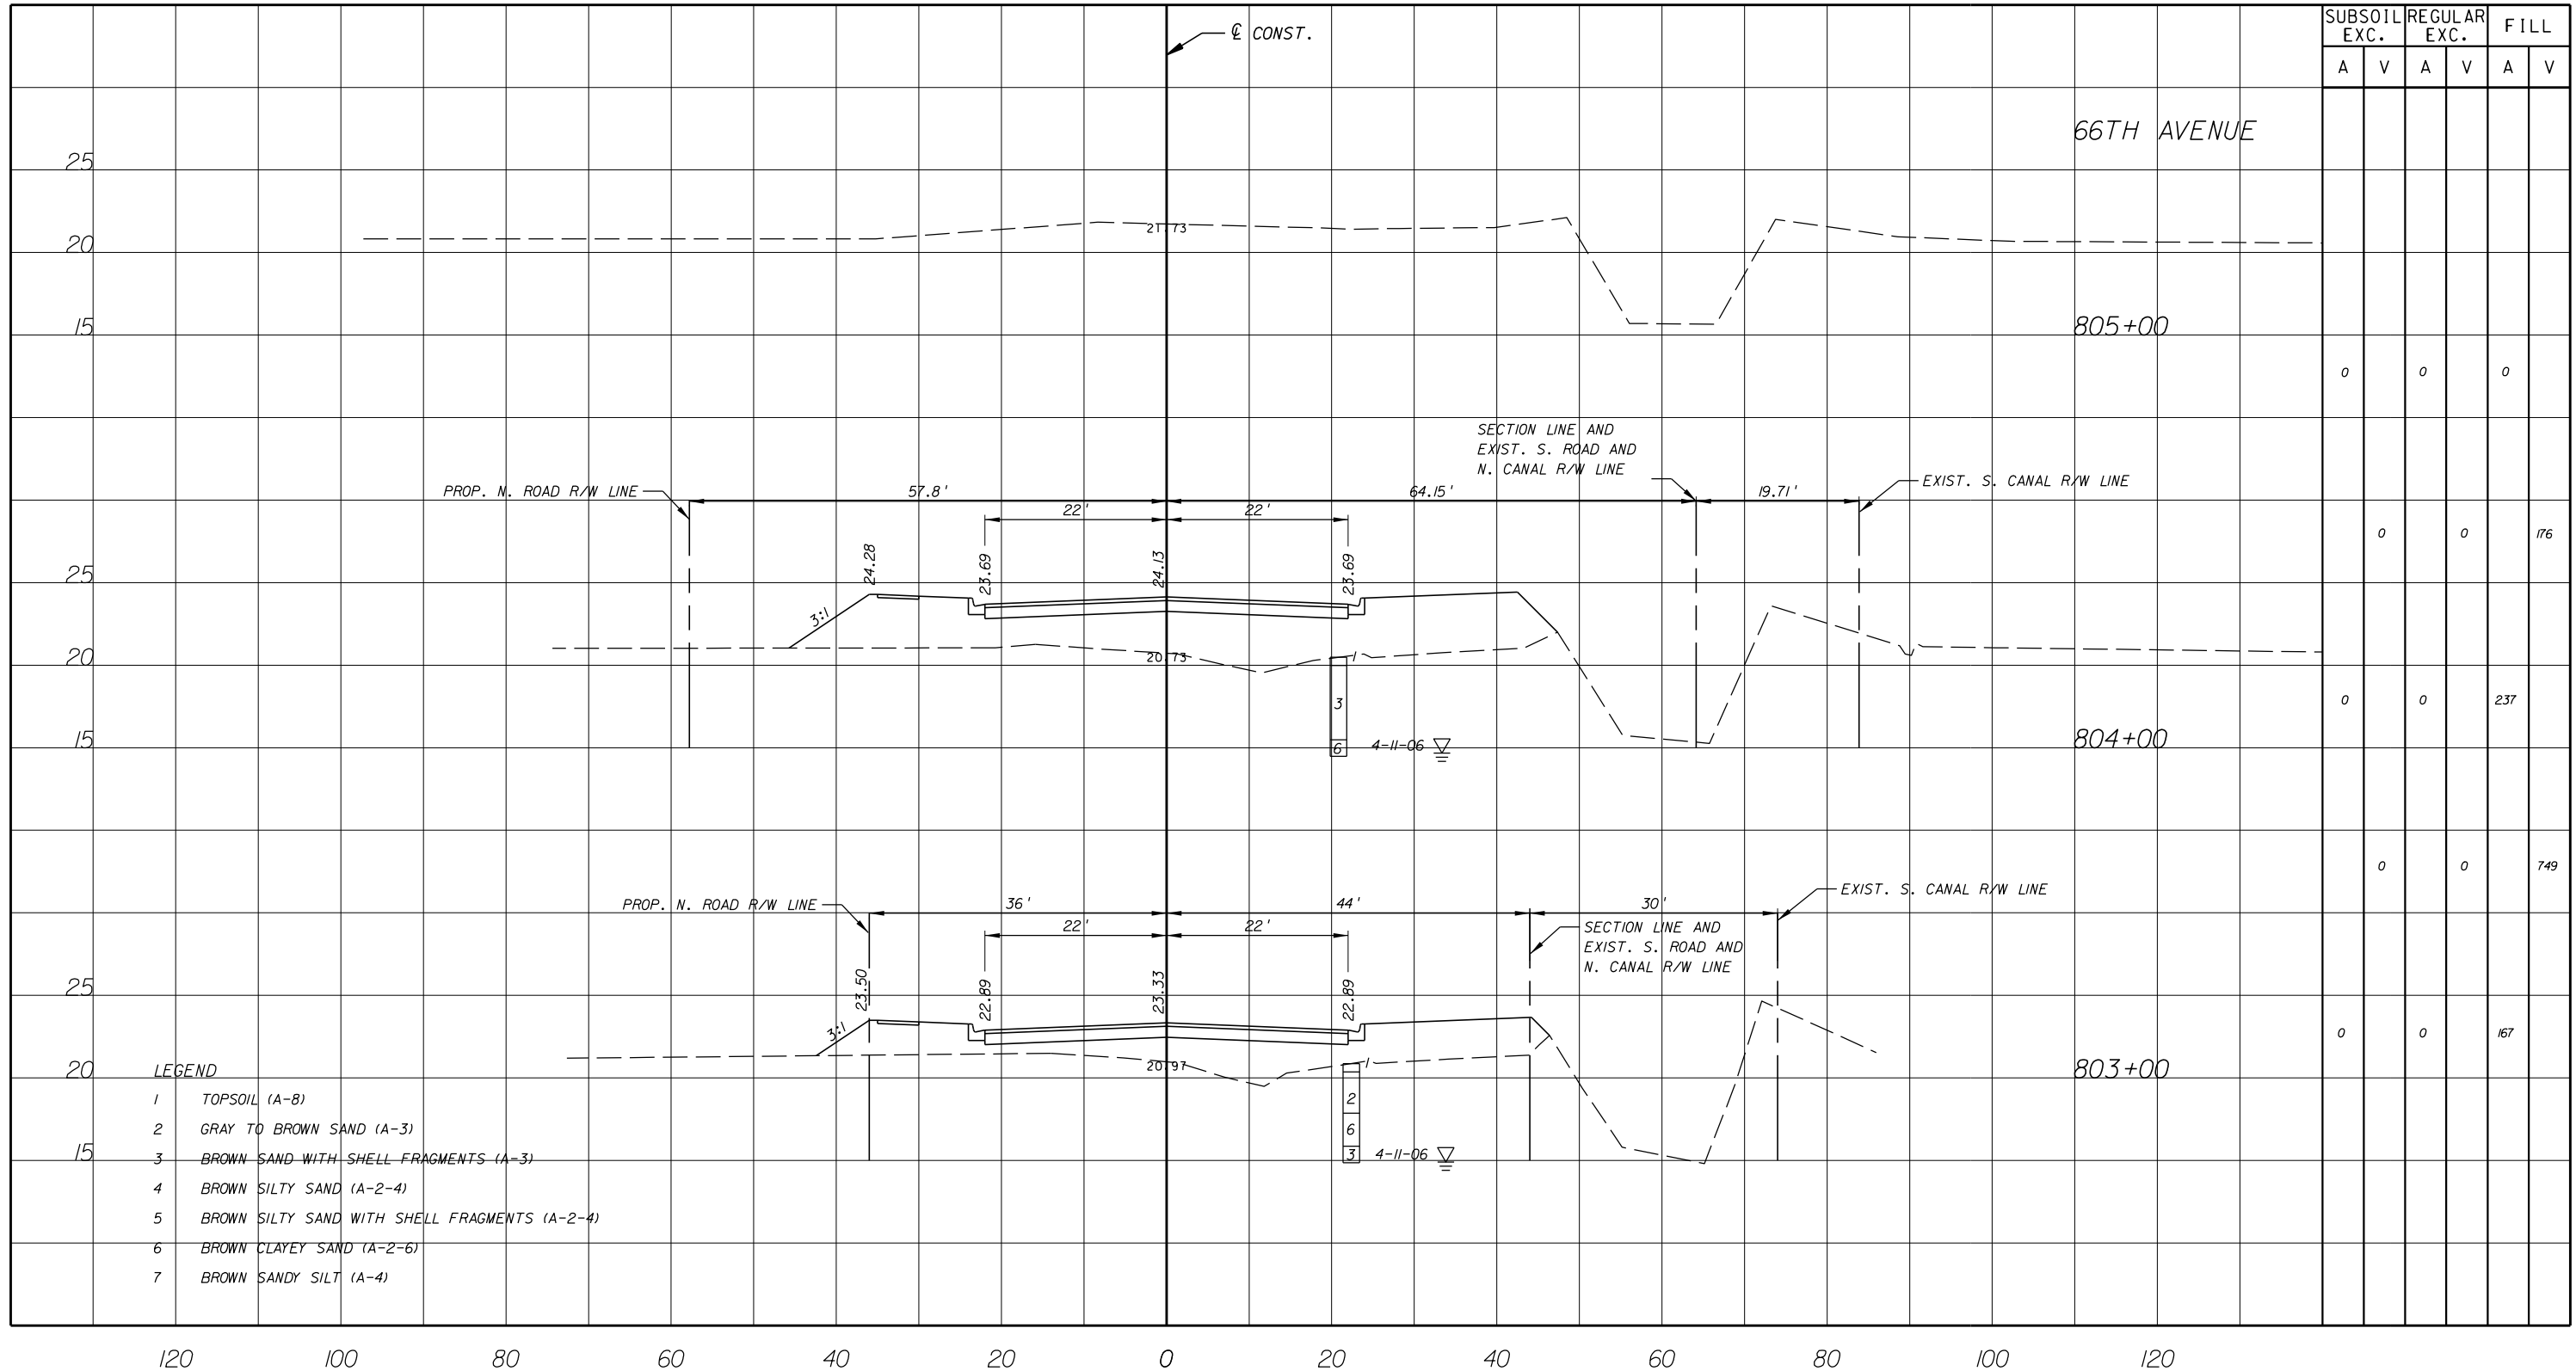 ℄ CONST.
SUBSOIL EXC.
REGULAR EXC.
FILL
A V A V A V
66TH AVENUE
25
21.73
20
15
805+00
0 0 0
SECTION LINE AND
EXIST. S. ROAD AND
N. CANAL R/W LINE
PROP. N. ROAD R/W LINE
57.8'
64.15'
19.71'
EXIST. S. CANAL R/W LINE
22'
22'
0 0 176
24.28
23.69
24.13
23.69
25
3:1
20
20.73
1
3
6
0 0 237
15
4-11-06
804+00
0 0 749
PROP. N. ROAD R/W LINE
36'
44'
30'
EXIST. S. CANAL R/W LINE
22'
22'
SECTION LINE AND
EXIST. S. ROAD AND
N. CANAL R/W LINE
23.50
22.89
23.33
22.89
25
3:1
0 0 167
20
20.97
1
2
6
3
803+00
15
4-11-06
LEGEND
1 TOPSOIL (A-8)
2 GRAY TO BROWN SAND (A-3)
3 BROWN SAND WITH SHELL FRAGMENTS (A-3)
4 BROWN SILTY SAND (A-2-4)
5 BROWN SILTY SAND WITH SHELL FRAGMENTS (A-2-4)
6 BROWN CLAYEY SAND (A-2-6)
7 BROWN SANDY SILT (A-4)
120 100 80 60 40 20 0 20 40 60 80 100 120